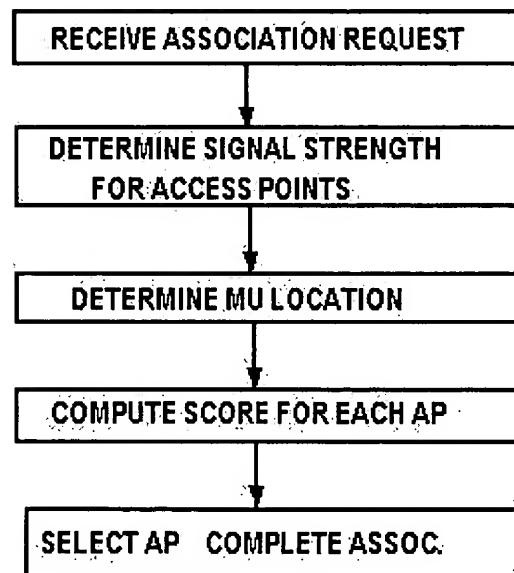 RECEIVE ASSOCIATION REQUEST
DETERMINE SIGNAL STRENGTH
FOR ACCESS POINTS
DETERMINE MU LOCATION
COMPUTE SCORE FOR EACH AP
SELECT AP COMPLETE ASSOC.